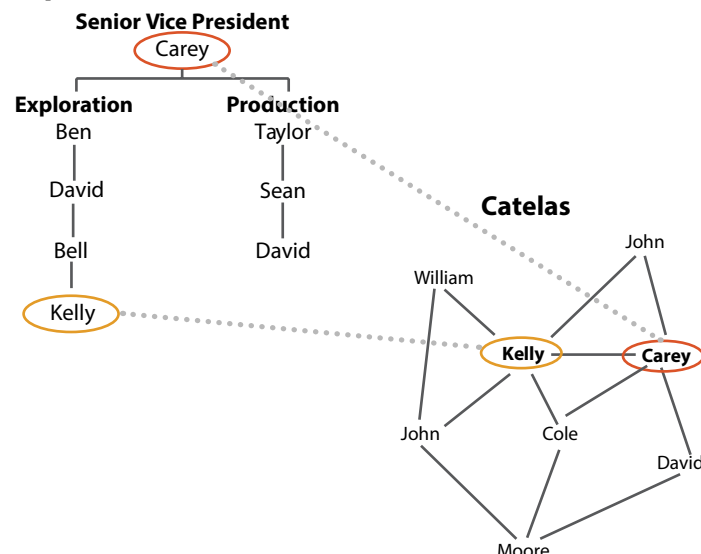 Senior Vice President
Carey
Exploration
Production
Ben
Taylor
David
Sean
Bell
David
Kelly
Catelas
John
William
Kelly
Carey
John
Cole
David
Moore